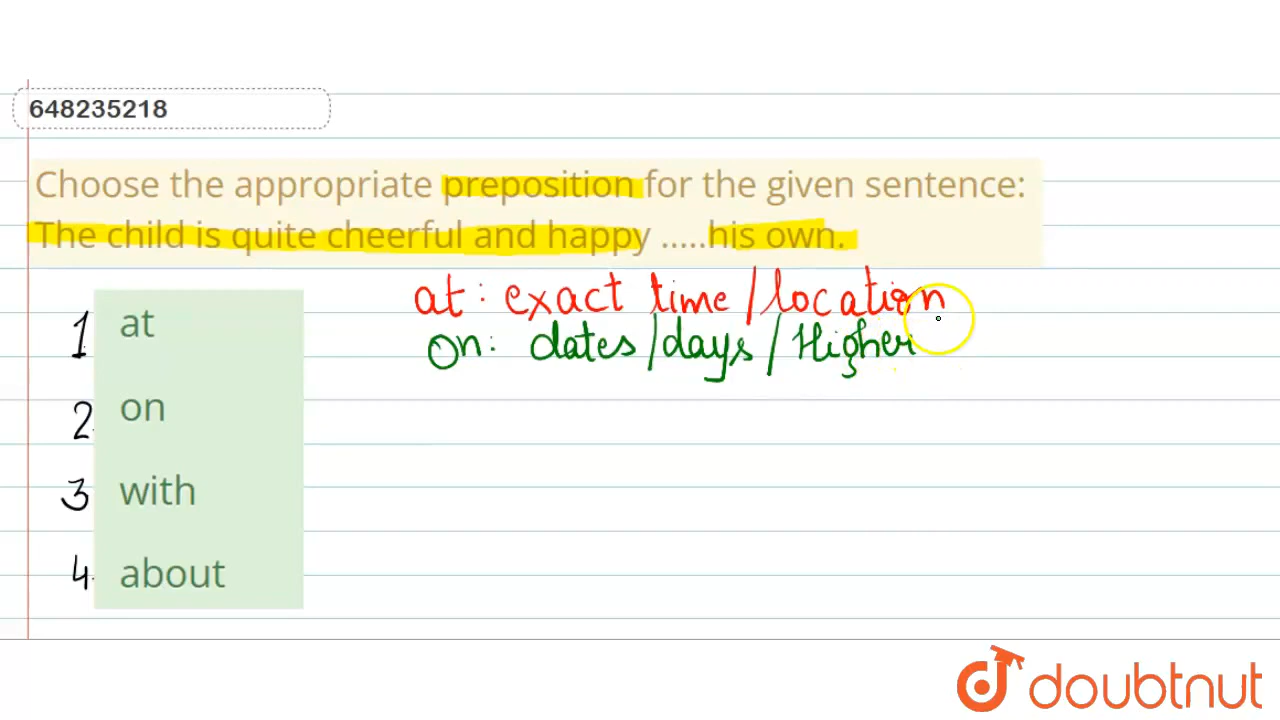 648235218
Choose the appropriate preposition for the given sentence:
The child is quite cheerful and happy .....his own.
at: exact time/location
on: dates/days/Higher
1 at
2. on
3 with
4. about
doubtnut